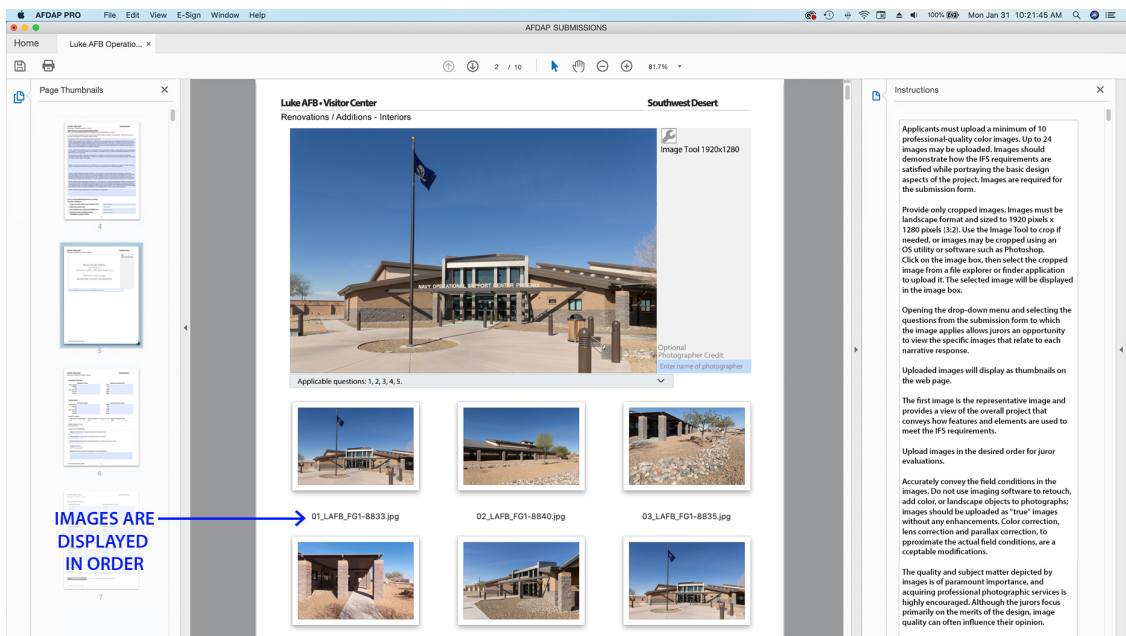 AFDAP PRO File Edit View E-Sign Window Help 100% Mon Jan 31 10:21:45 AM
AFDAP SUBMISSIONS
Home Luke AFB Operatio... ×
2 / 10 81.7%
Page Thumbnails
4
5
6
7
IMAGES ARE
DISPLAYED
IN ORDER
Luke AFB • Visitor Center Southwest Desert
Renovations / Additions - Interiors
Image Tool 1920x1280
NAVY OPERATIONAL SUPPORT CENTER PHOENIX
Optional
Photographer Credit
Enter name of photographer
Applicable questions: 1, 2, 3, 4, 5.
01_LAFB_FG1-8833.jpg 02_LAFB_FG1-8840.jpg 03_LAFB_FG1-8835.jpg
Instructions
Applicants must upload a minimum of 10
professional-quality color images. Up to 24
images may be uploaded. Images should
demonstrate how the IFS requirements are
satisfied while portraying the basic design
aspects of the project. Images are required for
the submission form.
Provide only cropped images. Images must be
landscape format and sized to 1920 pixels x
1280 pixels (3:2). Use the Image Tool to crop if
needed, or images may be cropped using an
OS utility or software such as Photoshop.
Click on the image box, then select the cropped
image from a file explorer or finder application
to upload it. The selected image will be displayed
in the image box.
Opening the drop-down menu and selecting the
questions from the submission form to which
the image applies allows jurors an opportunity
to view the specific images that relate to each
narrative response.
Uploaded images will display as thumbnails on
the web page.
The first image is the representative image and
provides a view of the overall project that
conveys how features and elements are used to
meet the IFS requirements.
Upload images in the desired order for juror
evaluations.
Accurately convey the field conditions in the
images. Do not use imaging software to retouch,
add color, or landscape objects to photographs;
images should be uploaded as "true" images
without any enhancements. Color correction,
lens correction and parallax correction, to
pproximate the actual field conditions, are a
cceptable modifications.
The quality and subject matter depicted by
images is of paramount importance, and
acquiring professional photographic services is
highly encouraged. Although the jurors focus
primarily on the merits of the design, image
quality can often influence their opinion.